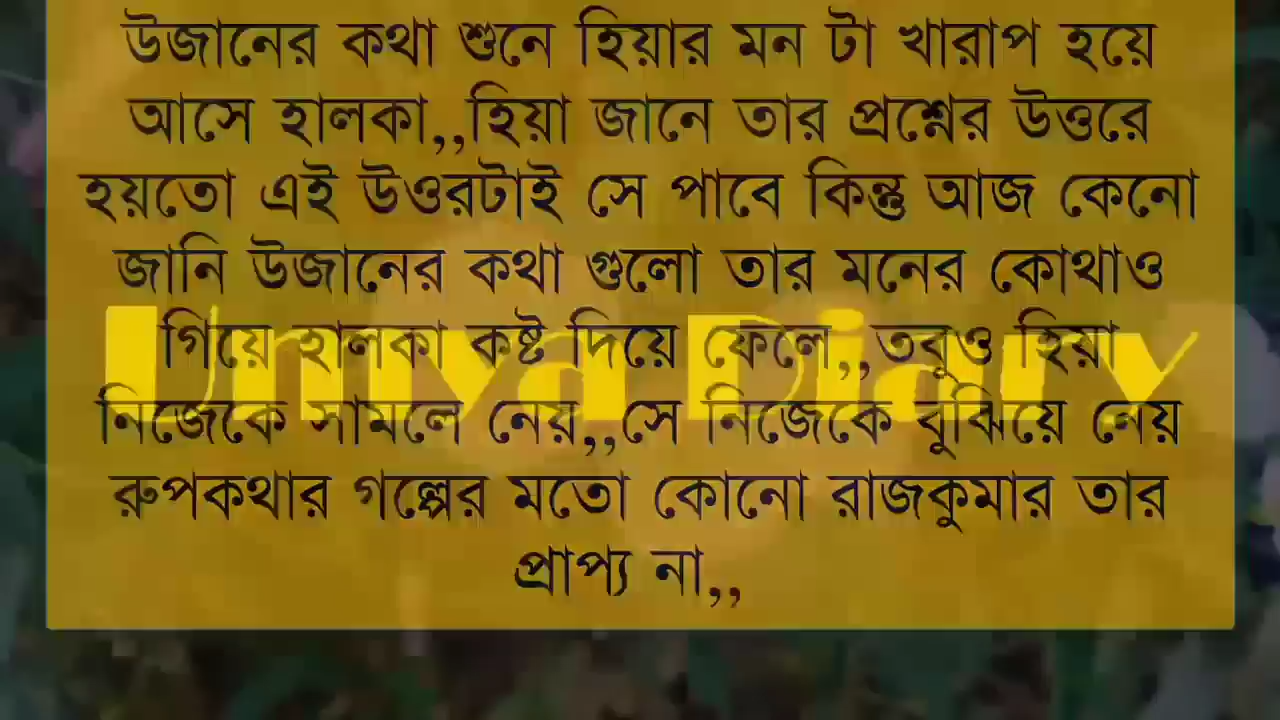 উজানের কথা শুনে হিয়ার মন টা খারাপ হয়ে
আসে হালকা,,হিয়া জানে তার প্রশ্নের উত্তরে
হয়তো এই উওরটাই সে পাবে কিন্তু আজ কেনো
জানি উজানের কথা গুলো তার মনের কোথাও
গিয়ে হালকা কষ্ট দিয়ে ফেলে,,তবুও হিয়া
নিজেকে সামলে নেয়,,সে নিজেকে বুঝিয়ে নেয়
রুপকথার গল্পের মতো কোনো রাজকুমার তার
প্রাপ্য না,,
Diary